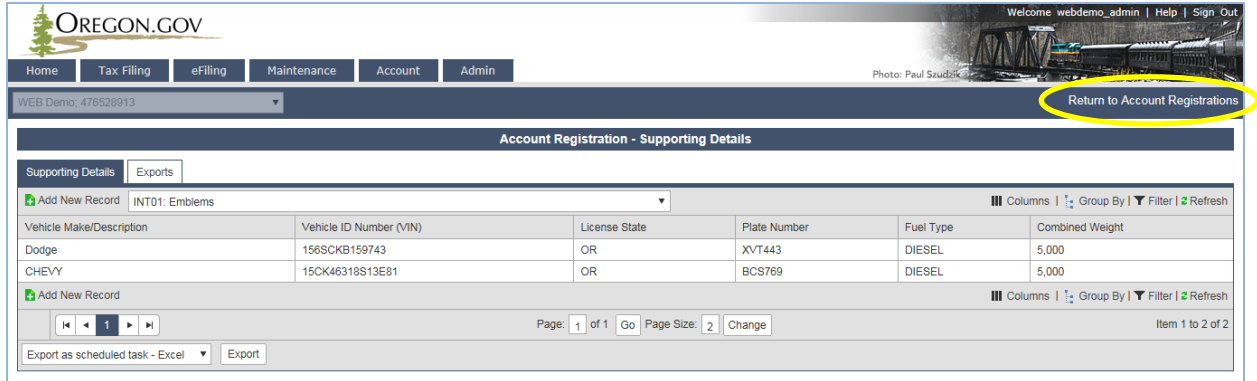 Welcome webdemo_admin | Help | Sign Out
OREGON.GOV
Home Tax Filing eFiling Maintenance Account Admin
Photo: Paul Szudzik
WEB Demo; 476528913
Return to Account Registrations
Account Registration - Supporting Details
Supporting Details Exports
Add New Record INT01: Emblems Columns | Group By | Filter | Refresh
Vehicle Make/Description Vehicle ID Number (VIN) License State Plate Number Fuel Type Combined Weight
Dodge 156SCKB159743 OR XVT443 DIESEL 5,000
CHEVY 15CK46318S13E81 OR BCS769 DIESEL 5,000
Add New Record Columns | Group By | Filter | Refresh
1 Page: 1 of 1 Go Page Size: 2 Change Item 1 to 2 of 2
Export as scheduled task - Excel Export